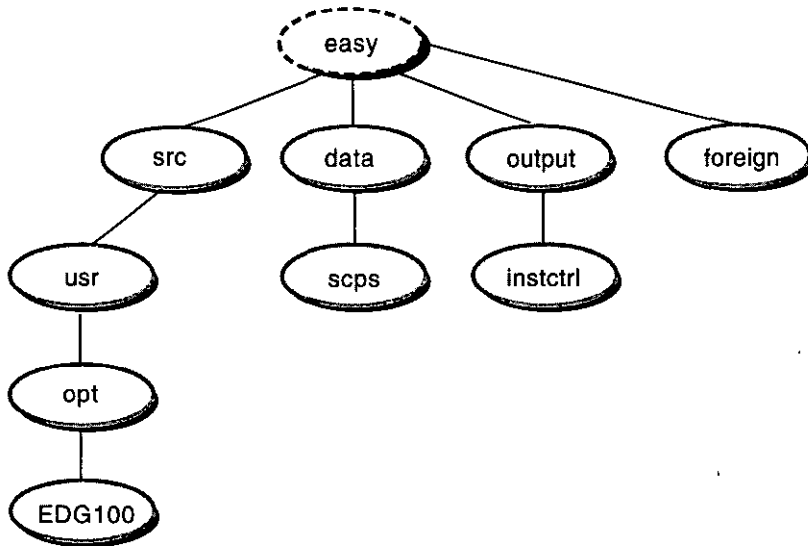 easy
src
data
output
foreign
usr
scps
instctrl
opt
EDG100